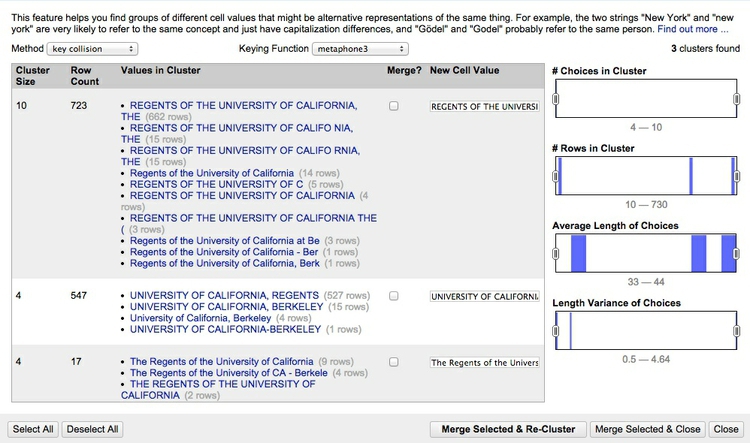 This feature helps you find groups of different cell values that might be alternative representations of the same thing. For example, the two strings "New York" and "new
york" are very likely to refer to the same concept and just have capitalization differences, and "Gödel" and "Godel" probably refer to the same person. Find out more ...
Method key collision Keying Function metaphone3 3 clusters found
Cluster Size Row Count Values in Cluster Merge? New Cell Value
10 723
• REGENTS OF THE UNIVERSITY OF CALIFORNIA,
THE (662 rows)
• REGENTS OF THE UNIVERSITY OF CALIFO NIA,
THE (15 rows)
• REGENTS OF THE UNIVERSITY OF CALIFO RNIA,
THE (15 rows)
• Regents of the University of California (14 rows)
• REGENTS OF THE UNIVERSITY OF C (5 rows)
• REGENTS OF THE UNIVERSITY OF CALIFORNIA (4
rows)
• REGENTS OF THE UNIVERSITY OF CALIFORNIA THE
( (3 rows)
• Regents of the University of California at Be (3 rows)
• Regents of the University of California - Ber (1 rows)
• Regents of the University of California, Berk (1 rows)
REGENTS OF THE UNIVERSI
4 547
• UNIVERSITY OF CALIFORNIA, REGENTS (527 rows)
• UNIVERSITY OF CALIFORNIA, BERKELEY (15 rows)
• University of California, Berkeley (4 rows)
• UNIVERSITY OF CALIFORNIA-BERKELEY (1 rows)
UNIVERSITY OF CALIFORNI
4 17
• The Regents of the University of California (9 rows)
• The Regents of the University of CA - Berkele (4 rows)
• THE REGENTS OF THE UNIVERSITY OF
CALIFORNIA (2 rows)
The Regents of the Univers
# Choices in Cluster
4 — 10
# Rows in Cluster
10 — 730
Average Length of Choices
33 — 44
Length Variance of Choices
0.5 — 4.64
Select All Deselect All Merge Selected & Re-Cluster Merge Selected & Close Close